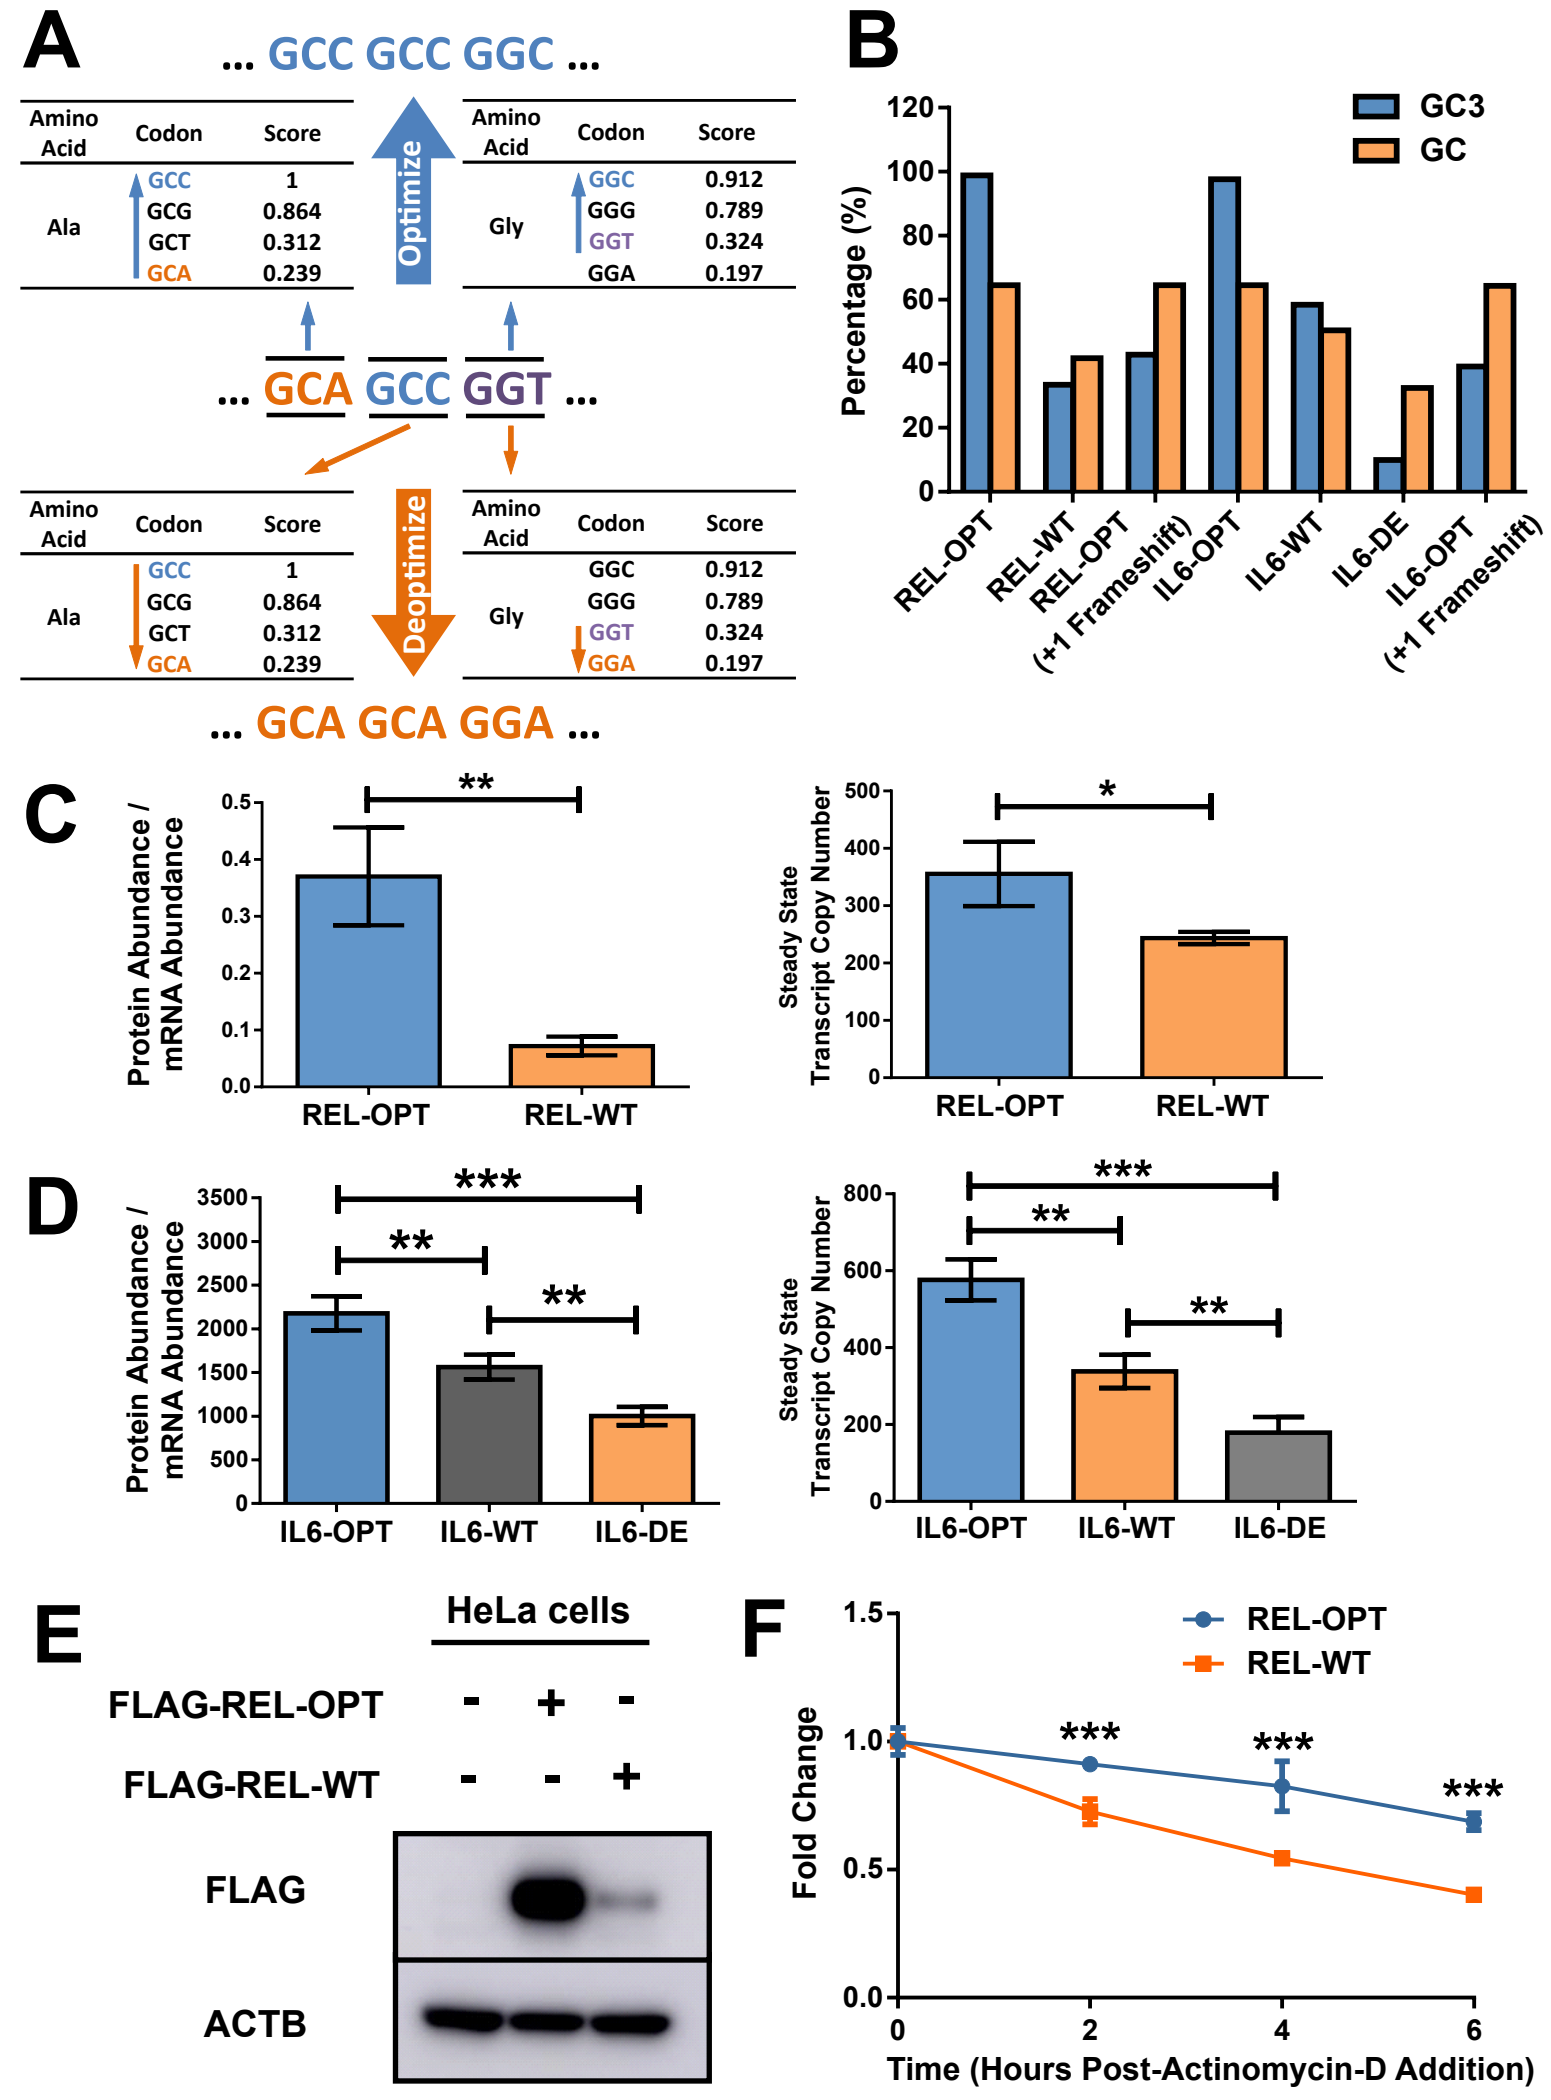 A
... GCC GCC GGC ...
Amino Acid Codon Score
Ala
GCC 1
GCG 0.864
GCT 0.312
GCA 0.239
Optimize
Amino Acid Codon Score
Gly
GGC 0.912
GGG 0.789
GGT 0.324
GGA 0.197
... GCA GCC GGT ...
Amino Acid Codon Score
Ala
GCC 1
GCG 0.864
GCT 0.312
GCA 0.239
Deoptimize
Amino Acid Codon Score
Gly
GGC 0.912
GGG 0.789
GGT 0.324
GGA 0.197
... GCA GCA GGA ...
B
GC3
GC
Percentage (%)
120
100
80
60
40
20
0
REL-OPT
REL-WT
REL-OPT
(+1 Frameshift)
IL6-OPT
IL6-WT
IL6-DE
IL6-OPT
(+1 Frameshift)
C
Protein Abundance /
mRNA Abundance
0.5
0.4
0.3
0.2
0.1
0.0
**
REL-OPT REL-WT
Steady State
Transcript Copy Number
500
400
300
200
100
0
*
REL-OPT REL-WT
D
Protein Abundance /
mRNA Abundance
3500
3000
2500
2000
1500
1000
500
0
***
**
**
IL6-OPT IL6-WT IL6-DE
Steady State
Transcript Copy Number
800
600
400
200
0
***
**
**
IL6-OPT IL6-WT IL6-DE
E
HeLa cells
FLAG-REL-OPT - + -
FLAG-REL-WT - - +
FLAG
ACTB
F
REL-OPT
REL-WT
Fold Change
1.5
1.0
0.5
0.0
*** *** ***
0 2 4 6
Time (Hours Post-Actinomycin-D Addition)